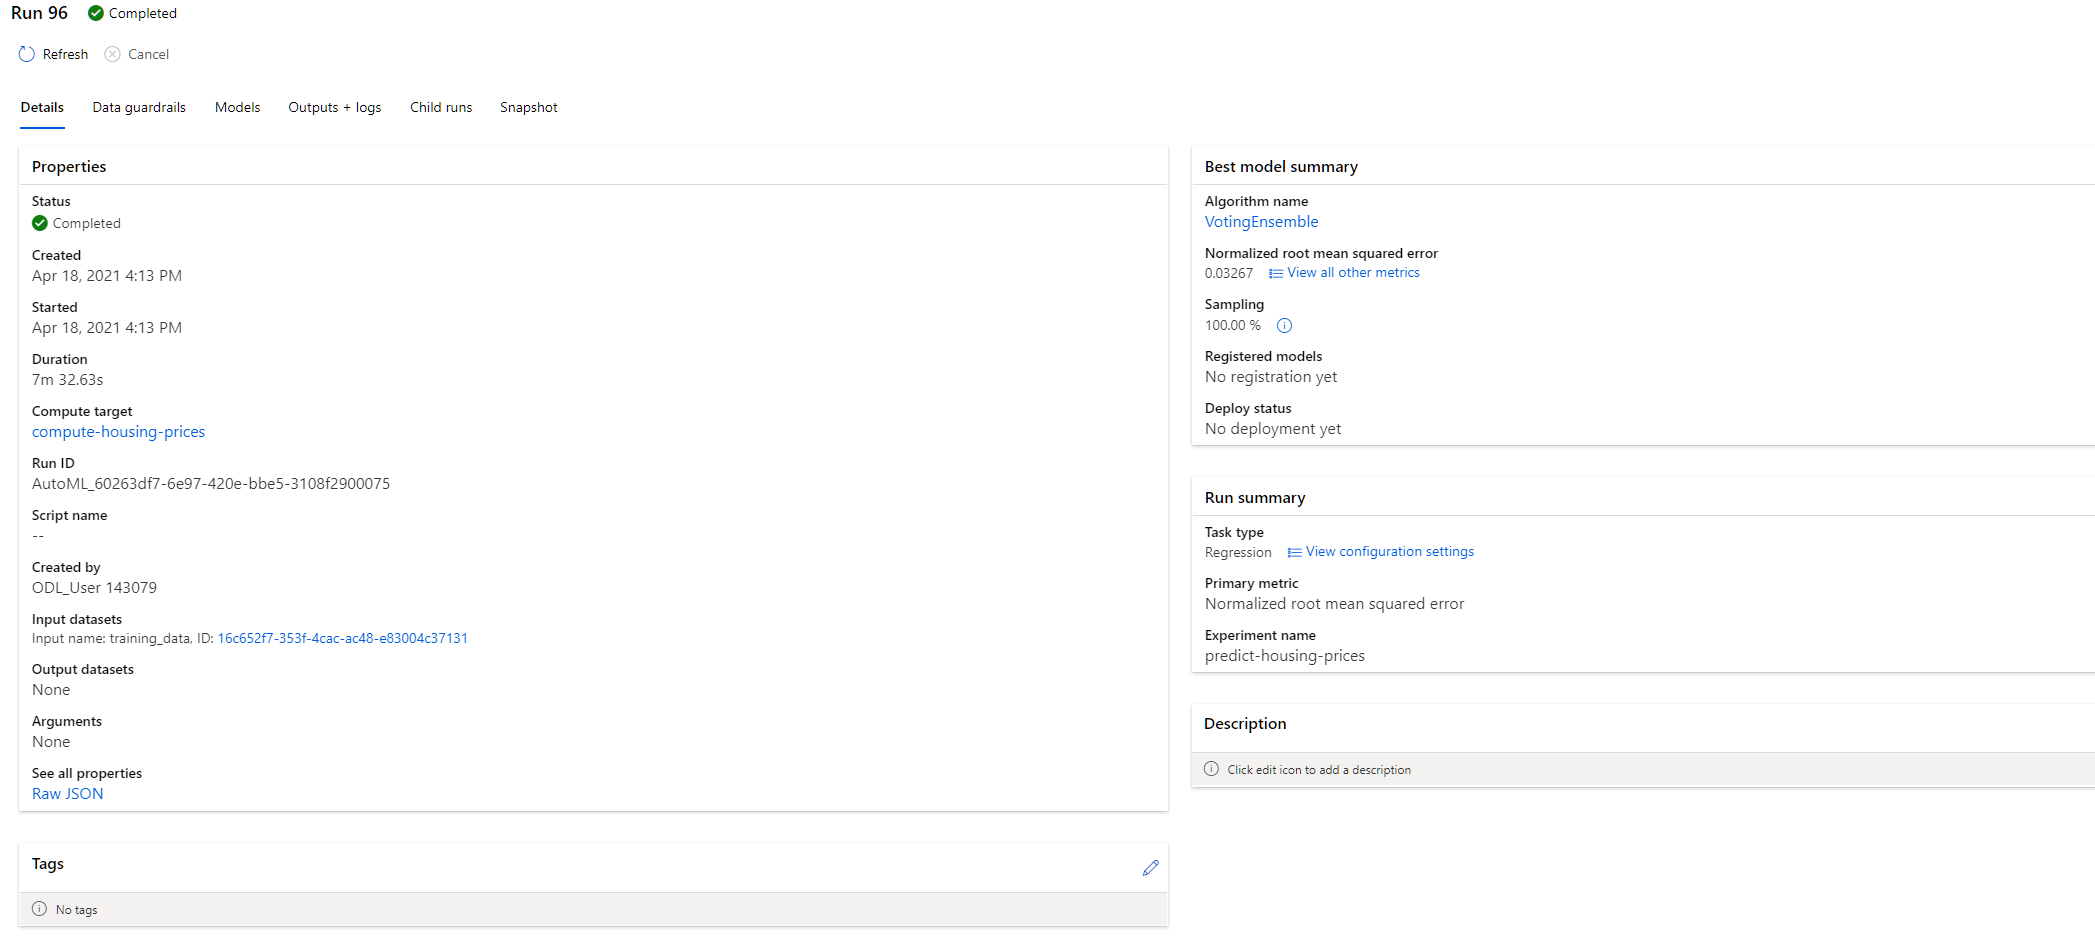 Run 96 Completed
Refresh Cancel
Details Data guardrails Models Outputs + logs Child runs Snapshot
Properties
Status
Completed
Created
Apr 18, 2021 4:13 PM
Started
Apr 18, 2021 4:13 PM
Duration
7m 32.63s
Compute target
compute-housing-prices
Run ID
AutoML_60263df7-6e97-420e-bbe5-3108f2900075
Script name
--
Created by
ODL_User 143079
Input datasets
Input name: training_data, ID: 16c652f7-353f-4cac-ac48-e83004c37131
Output datasets
None
Arguments
None
See all properties
Raw JSON
Tags
No tags
Best model summary
Algorithm name
VotingEnsemble
Normalized root mean squared error
0.03267 View all other metrics
Sampling
100.00 %
Registered models
No registration yet
Deploy status
No deployment yet
Run summary
Task type
Regression View configuration settings
Primary metric
Normalized root mean squared error
Experiment name
predict-housing-prices
Description
Click edit icon to add a description